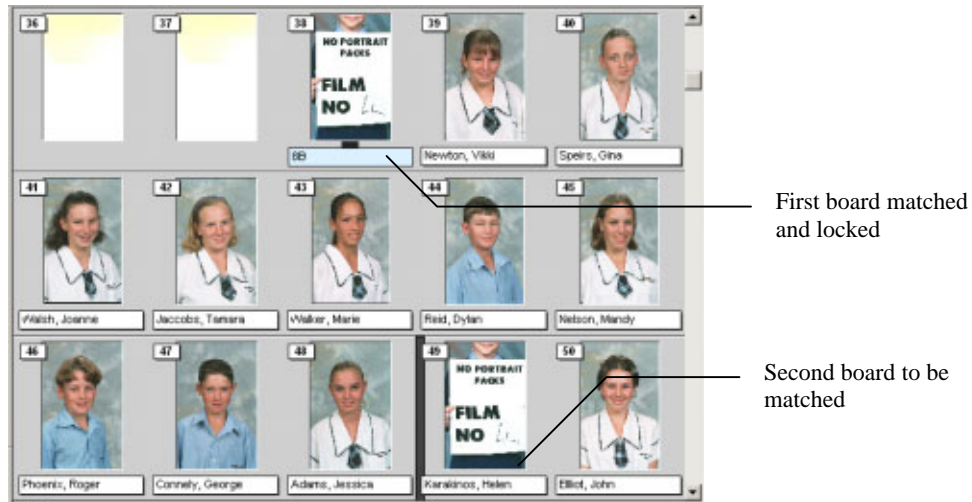 36 37 38 39 40
NO PORTRAIT
PACKS
FILM
NO
8B Newton, Vikki Speirs, Gina
First board matched
and locked
41 42 43 44 45
Walsh, Joanne Jaccobs, Tamara Walker, Marie Reid, Dylan Nelson, Mandy
46 47 48 49 50
NO PORTRAIT
PACKS
FILM
NO
Second board to be
matched
Phoenix, Roger Connely, George Adams, Jessica Karakinos, Helen Elliot, John